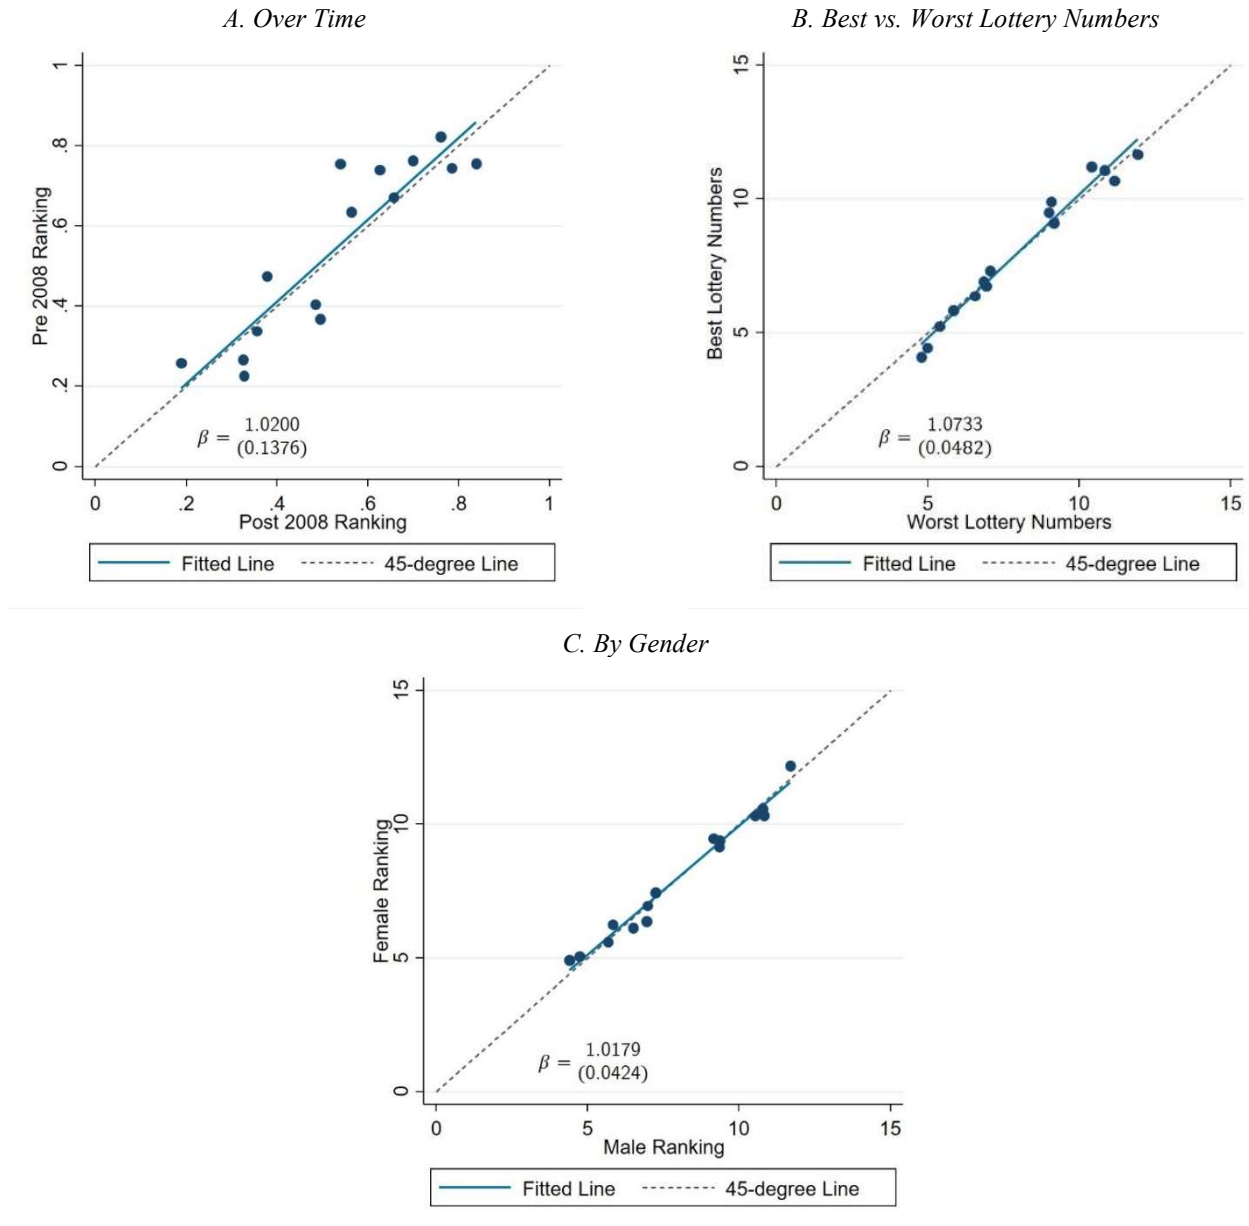 A. Over Time
Pre 2008 Ranking
1
.8
.6
.4
.2
0
β = 1.0200
(0.1376)
0 .2 .4 .6 .8 1
Post 2008 Ranking
Fitted Line 45-degree Line
B. Best vs. Worst Lottery Numbers
Best Lottery Numbers
15
10
5
0
β = 1.0733
(0.0482)
0 5 10 15
Worst Lottery Numbers
Fitted Line 45-degree Line
C. By Gender
Female Ranking
15
10
5
0
β = 1.0179
(0.0424)
0 5 10 15
Male Ranking
Fitted Line 45-degree Line